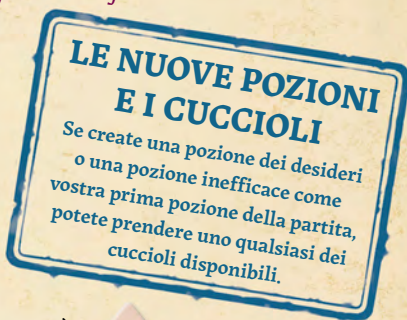 LE NUOVE POZIONI
E I CUCCIOLI
Se create una pozione dei desideri
o una pozione inefficace come
vostra prima pozione della partita,
potete prendere uno qualsiasi dei
cuccioli disponibili.